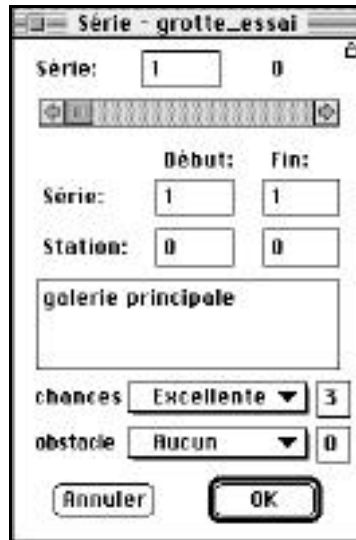 Série - grotte_essai
Série: 1 0
Début: Fin:
Série: 1 1
Station: 0 0
galerie principale
chances Excellente 3
obstacle Aucun 0
Annuler OK